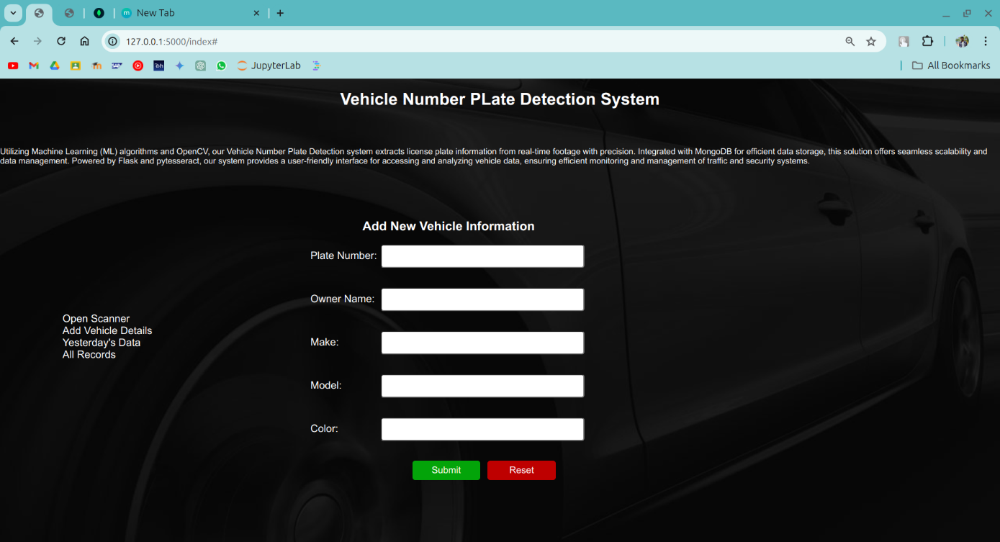 New Tab
127.0.0.1:5000/index#
JupyterLab
All Bookmarks
Vehicle Number PLate Detection System
Utilizing Machine Learning (ML) algorithms and OpenCV, our Vehicle Number Plate Detection system extracts license plate information from real-time footage with precision. Integrated with MongoDB for efficient data storage, this solution offers seamless scalability and
data management. Powered by Flask and pytesseract, our system provides a user-friendly interface for accessing and analyzing vehicle data, ensuring efficient monitoring and management of traffic and security systems.
Open Scanner
Add Vehicle Details
Yesterday's Data
All Records
Add New Vehicle Information
Plate Number:
Owner Name:
Make:
Model:
Color:
Submit Reset